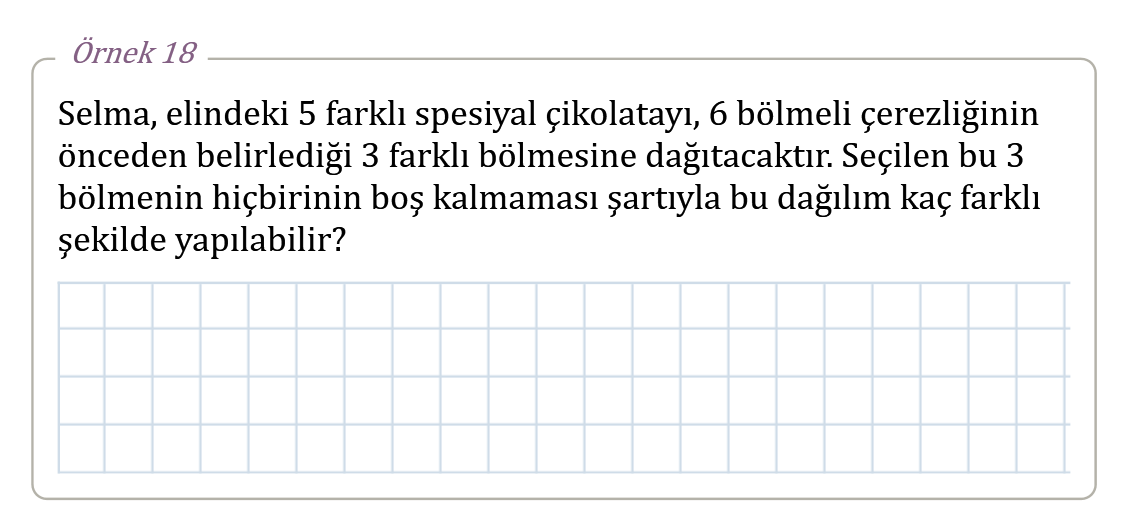 Örnek 18
Selma, elindeki 5 farklı spesiyal çikolatayı, 6 bölmeli çerezliğinin
önceden belirlediği 3 farklı bölmesine dağıtacaktır. Seçilen bu 3
bölmenin hiçbirinin boş kalmaması şartıyla bu dağılım kaç farklı
şekilde yapılabilir?